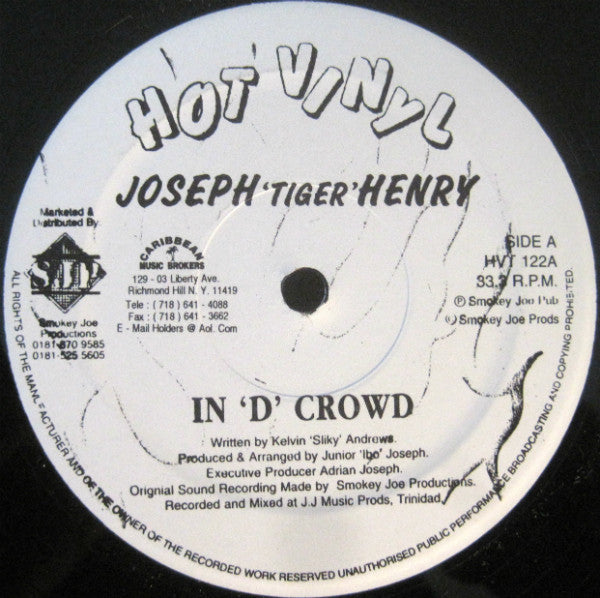 HOT VINYL
JOSEPH 'TIGER' HENRY
Marketed &
Distributed By
SJP
Smokey Joe
Productions
0181-870 9585
0181-525 5605
CARIBBEAN
MUSIC BROKERS
129 - 03 Liberty Ave.
Richmond Hill N. Y. 11419
Tele : ( 718 ) 641 - 4088
Fax : ( 718 ) 641 - 3662
E - Mail Holders @ Aol. Com
SIDE A
HVT 122A
33.3 R.P.M.
Ⓟ Smokey Joe Pub
© Smokey Joe Prods
IN 'D' CROWD
Written by Kelvin 'Sliky' Andrews.
Produced & Arranged by Junior 'Ibo' Joseph.
Executive Producer Adrian Joseph.
Orignial Sound Recording Made by Smokey Joe Productions.
Recorded and Mixed at J.J Music Prods, Trinidad.
ALL RIGHTS OF THE MANUFACTURER AND OF THE OWNER OF THE RECORDED WORK RESERVED UNAUTHORISED PUBLIC PERFORMANCE BROADCASTING AND COPYING PROHIBITED.